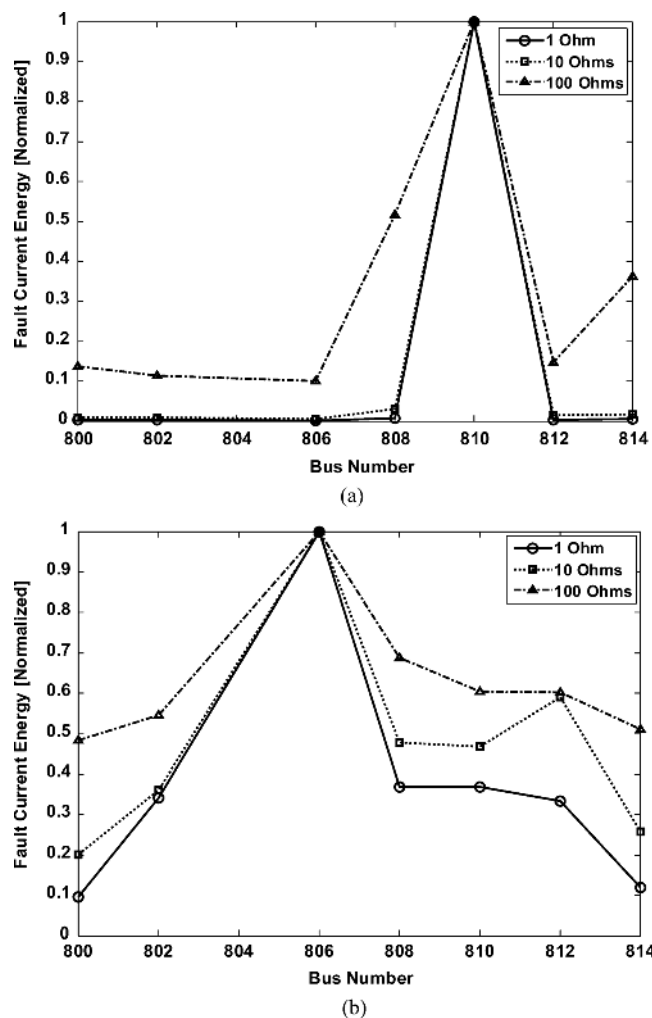 1
0.9
0.8
0.7
0.6
0.5
0.4
0.3
0.2
0.1
0
Fault Current Energy [Normalized]
1 Ohm
10 Ohms
100 Ohms
800 802 804 806 808 810 812 814
Bus Number
(a)
1
0.9
0.8
0.7
0.6
0.5
0.4
0.3
0.2
0.1
0
Fault Current Energy [Normalized]
1 Ohm
10 Ohms
100 Ohms
800 802 804 806 808 810 812 814
Bus Number
(b)